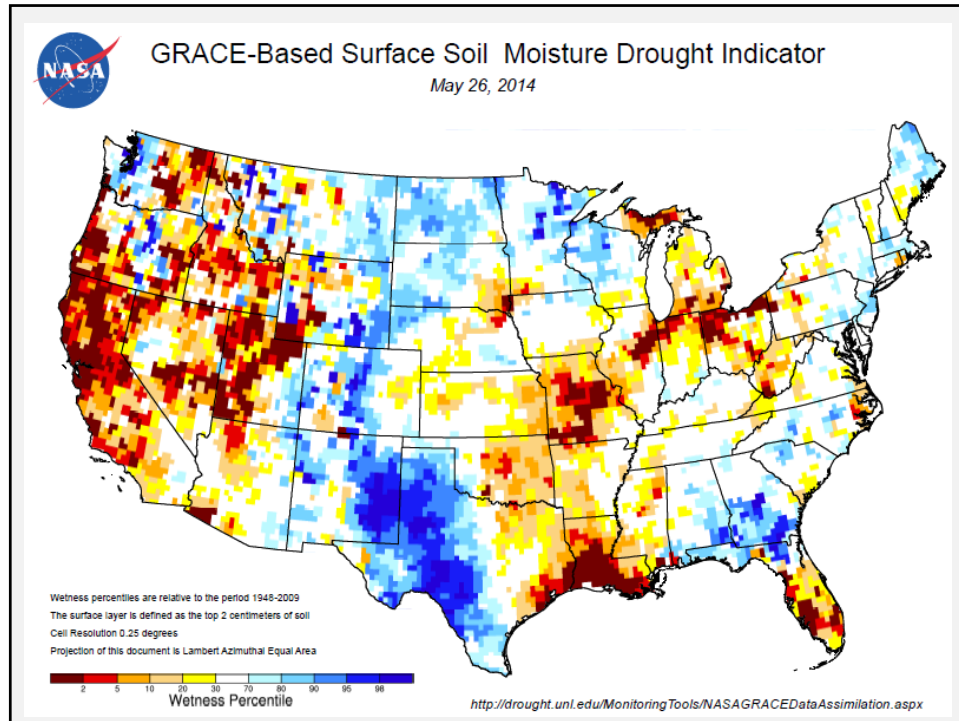 NASA
GRACE-Based Surface Soil  Moisture Drought Indicator
May 26, 2014
Wetness percentiles are relative to the period 1948-2009
The surface layer is defined as the top 2 centimeters of soil
Cell Resolution 0.25 degrees
Projection of this document is Lambert Azimuthal Equal Area
2 5 10 20 30 70 80 90 95 98
Wetness Percentile
http://drought.unl.edu/MonitoringTools/NASAGRACEDataAssimilation.aspx